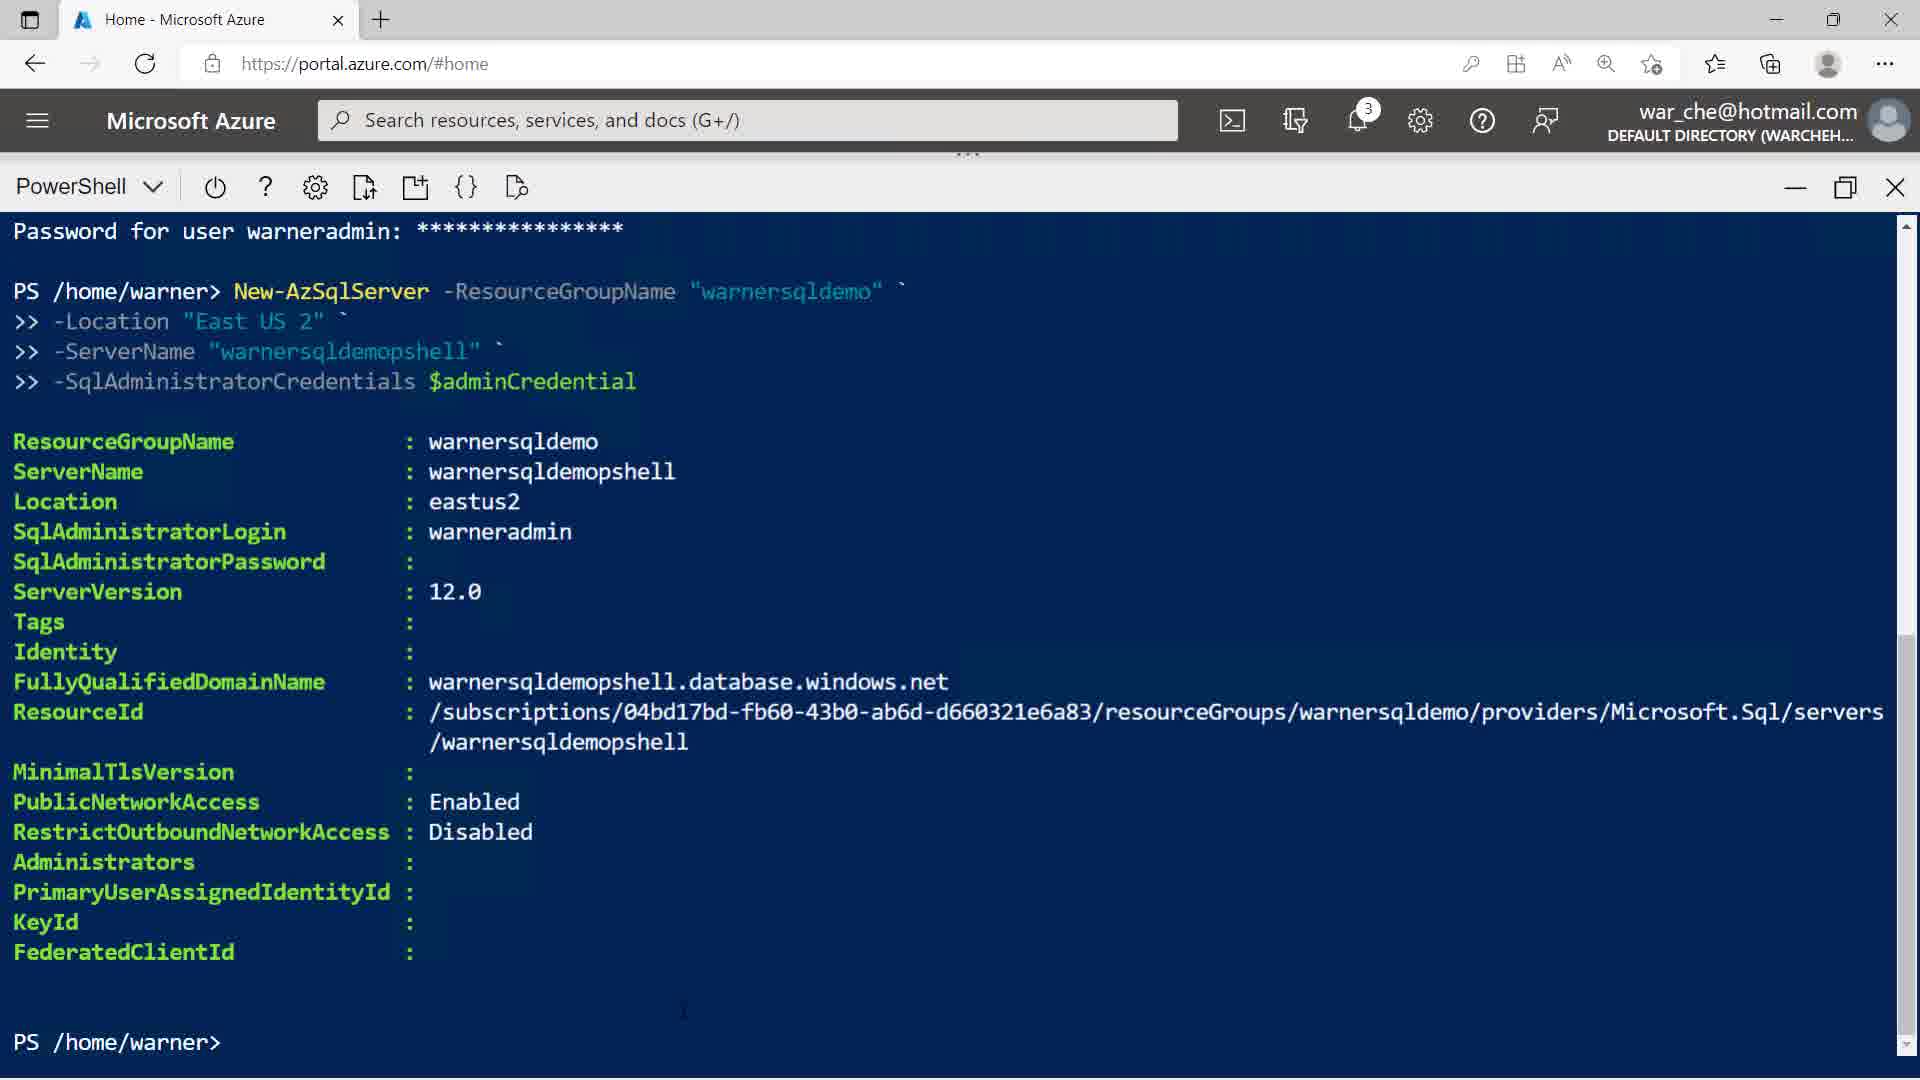 Home - Microsoft Azure
https://portal.azure.com/#home
Microsoft Azure
Search resources, services, and docs (G+/)
3
war_che@hotmail.com
DEFAULT DIRECTORY (WARCHEH...
PowerShell
Password for user warneradmin: ****************
PS /home/warner> New-AzSqlServer -ResourceGroupName "warnersqldemo" `
>> -Location "East US 2" `
>> -ServerName "warnersqldemopshell" `
>> -SqlAdministratorCredentials $adminCredential
ResourceGroupName : warnersqldemo
ServerName : warnersqldemopshell
Location : eastus2
SqlAdministratorLogin : warneradmin
SqlAdministratorPassword :
ServerVersion : 12.0
Tags :
Identity :
FullyQualifiedDomainName : warnersqldemopshell.database.windows.net
ResourceId : /subscriptions/04bd17bd-fb60-43b0-ab6d-d660321e6a83/resourceGroups/warnersqldemo/providers/Microsoft.Sql/servers
/warnersqldemopshell
MinimalTlsVersion :
PublicNetworkAccess : Enabled
RestrictOutboundNetworkAccess : Disabled
Administrators :
PrimaryUserAssignedIdentityId :
KeyId :
FederatedClientId :
PS /home/warner>